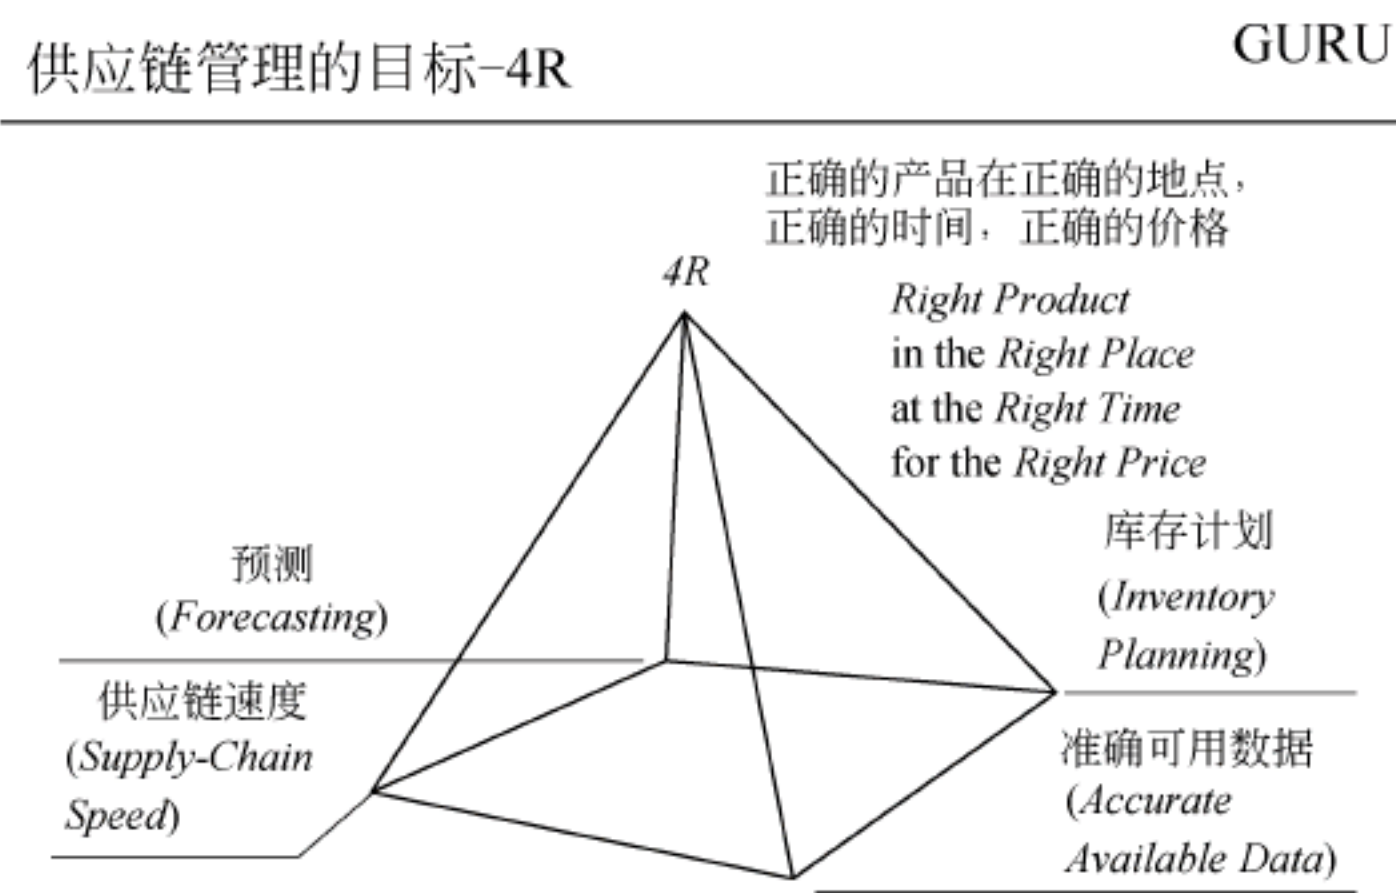 供应链管理的目标-4R
GURU
正确的产品在正确的地点，
正确的时间，正确的价格
4R
Right Product
in the Right Place
at the Right Time
for the Right Price
预测
(Forecasting)
库存计划
(Inventory
Planning)
供应链速度
(Supply-Chain
Speed)
准确可用数据
(Accurate
Available Data)